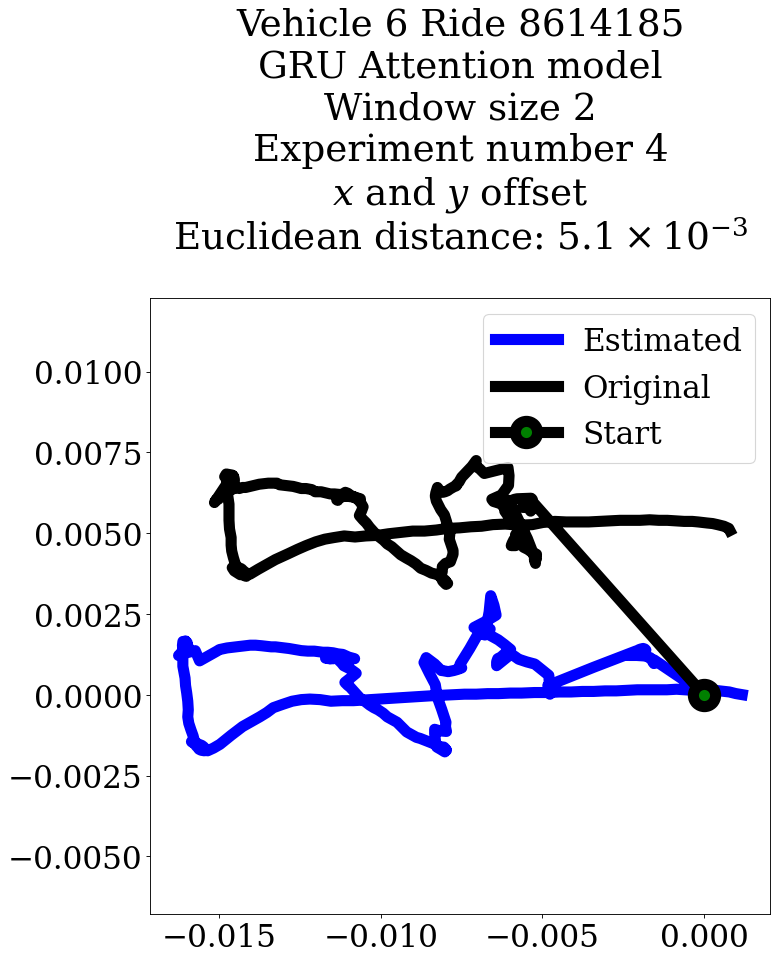 Vehicle 6 Ride 8614185
GRU Attention model
Window size 2
Experiment number 4
x and y offset
Euclidean distance: 5.1 × 10⁻³
Estimated
Original
Start
0.0100
0.0075
0.0050
0.0025
0.0000
−0.0025
−0.0050
−0.015 −0.010 −0.005 0.000